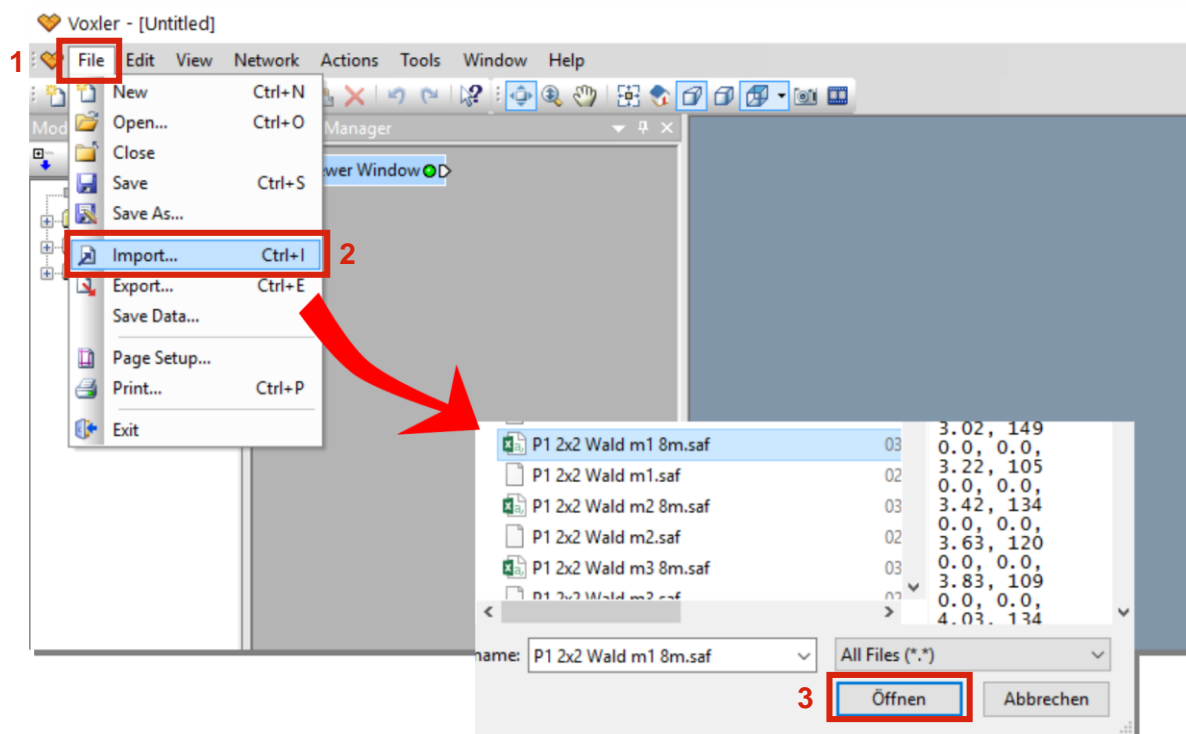 Voxler - [Untitled]
1
File Edit View Network Actions Tools Window Help
New Ctrl+N
Open... Ctrl+O
Close
Save Ctrl+S
Save As...
Import... Ctrl+I
2
Export... Ctrl+E
Save Data...
Page Setup...
Print... Ctrl+P
Exit
Manager
Window
P1 2x2 Wald m1 8m.saf 03
P1 2x2 Wald m1.saf 02
P1 2x2 Wald m2 8m.saf 03
P1 2x2 Wald m2.saf 02
P1 2x2 Wald m3 8m.saf 03
P1 2x2 Wald m3.saf 02
3.02, 149
0.0, 0.0,
3.22, 105
0.0, 0.0,
3.42, 134
0.0, 0.0,
3.63, 120
0.0, 0.0,
3.83, 109
0.0, 0.0,
4.03, 134
name: P1 2x2 Wald m1 8m.saf All Files (*.*)
3
Öffnen Abbrechen